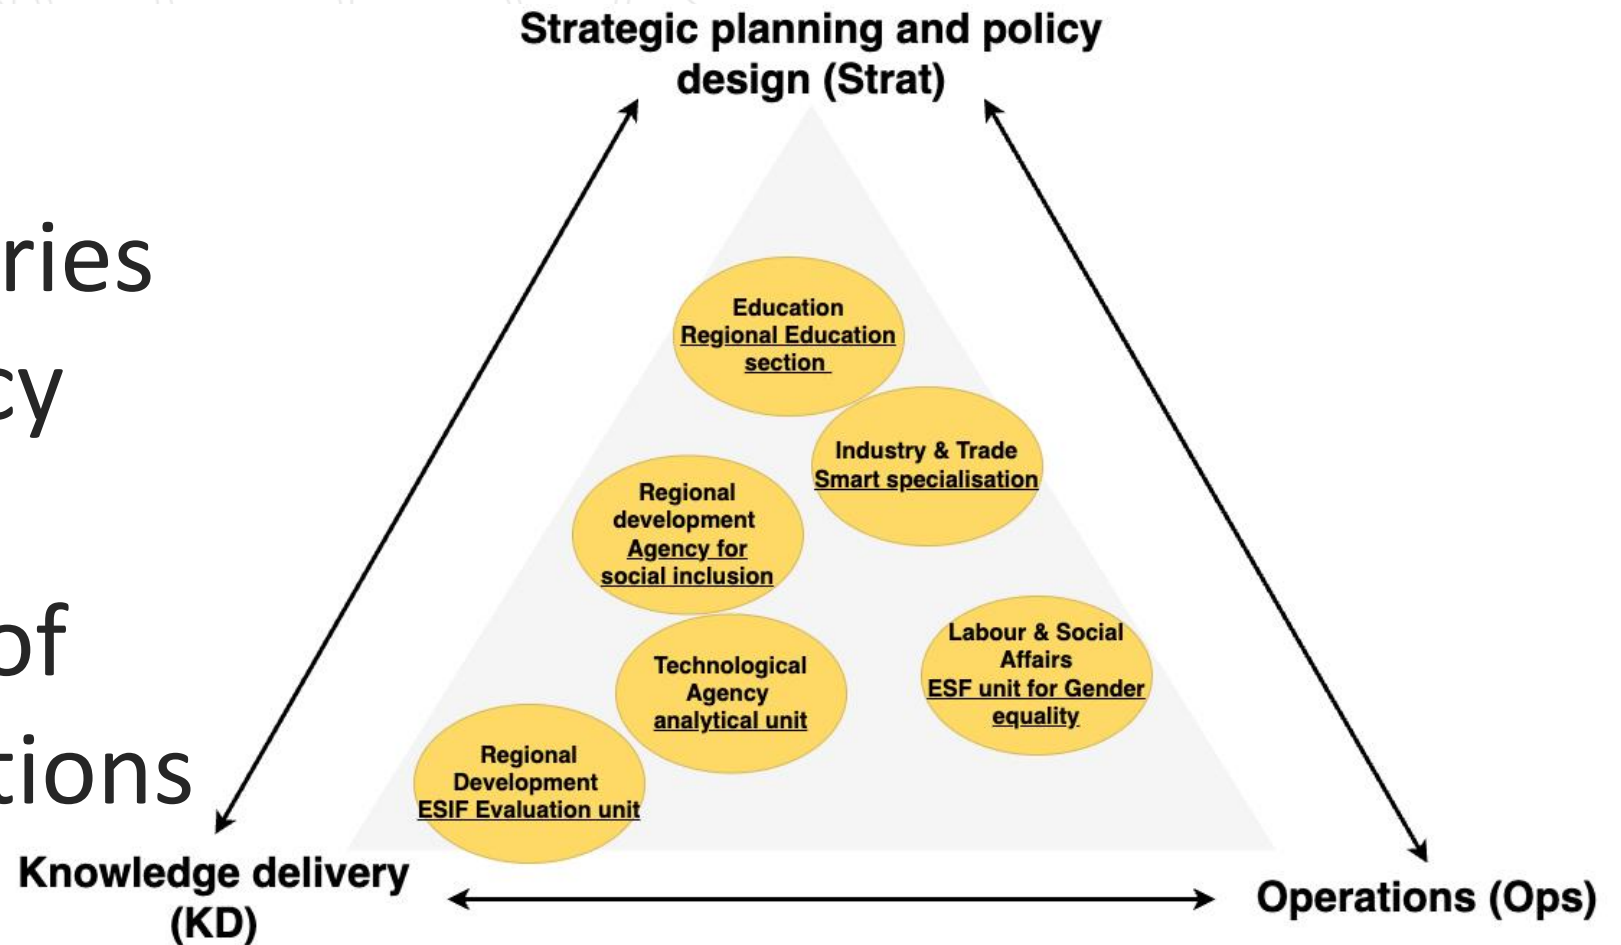 Strategic planning and policy
design (Strat)
ries
cy
of
tions
Education
Regional Education
section
Industry & Trade
Smart specialisation
Regional
development
Agency for
social inclusion
Labour & Social
Affairs
ESF unit for Gender
equality
Technological
Agency
analytical unit
Regional
Development
ESIF Evaluation unit
Knowledge delivery
(KD)
Operations (Ops)